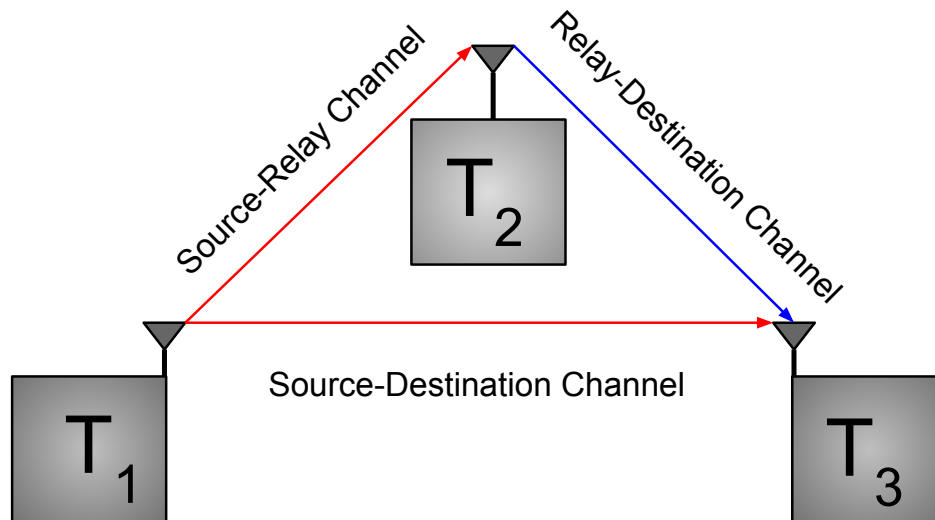 Source-Relay Channel
Relay-Destination Channel
T2
Source-Destination Channel
T1
T3